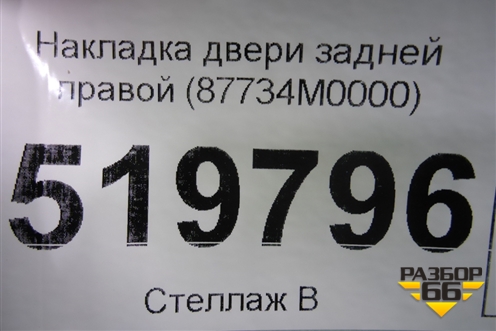 Накладка двери задней
правой (87734M0000)
519796
Стеллаж В
РАЗБОР
66